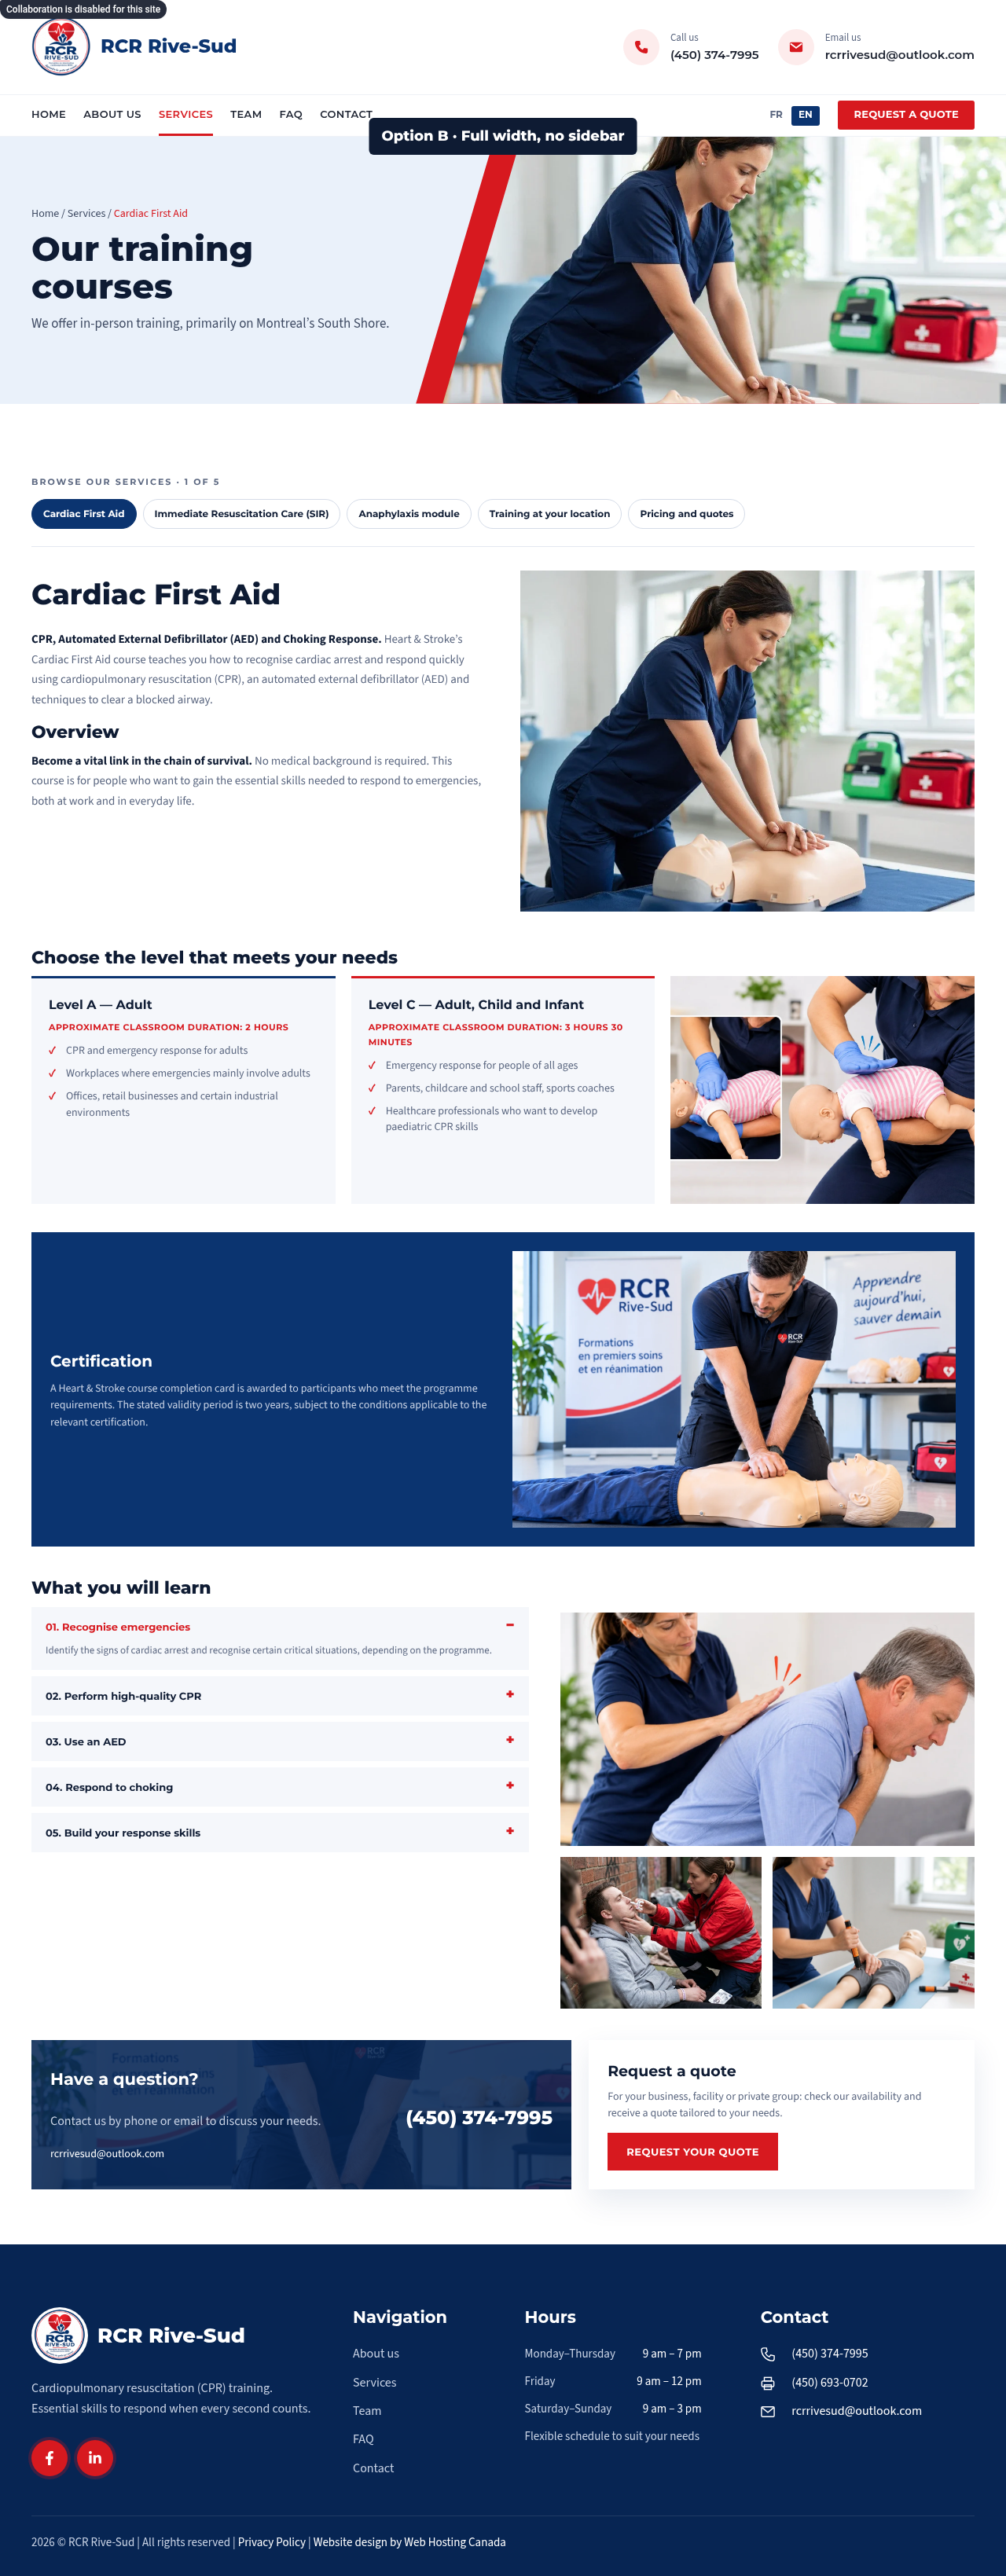 Collaboration is disabled for this site
RCR
RIVE-SUD
RCR Rive-Sud
Call us
(450) 374-7995
Email us
rcrrivesud@outlook.com
HOME ABOUT US SERVICES TEAM FAQ CONTACT
FR EN
REQUEST A QUOTE
Option B · Full width, no sidebar
Home / Services / Cardiac First Aid
Our training
courses
We offer in-person training, primarily on Montreal’s South Shore.
BROWSE OUR SERVICES · 1 OF 5
Cardiac First Aid
Immediate Resuscitation Care (SIR)
Anaphylaxis module
Training at your location
Pricing and quotes
Cardiac First Aid
CPR, Automated External Defibrillator (AED) and Choking Response. Heart & Stroke’s
Cardiac First Aid course teaches you how to recognise cardiac arrest and respond quickly
using cardiopulmonary resuscitation (CPR), an automated external defibrillator (AED) and
techniques to clear a blocked airway.
Overview
Become a vital link in the chain of survival. No medical background is required. This
course is for people who want to gain the essential skills needed to respond to emergencies,
both at work and in everyday life.
Choose the level that meets your needs
Level A — Adult
APPROXIMATE CLASSROOM DURATION: 2 HOURS
CPR and emergency response for adults
Workplaces where emergencies mainly involve adults
Offices, retail businesses and certain industrial
environments
Level C — Adult, Child and Infant
APPROXIMATE CLASSROOM DURATION: 3 HOURS 30
MINUTES
Emergency response for people of all ages
Parents, childcare and school staff, sports coaches
Healthcare professionals who want to develop
paediatric CPR skills
Certification
A Heart & Stroke course completion card is awarded to participants who meet the programme
requirements. The stated validity period is two years, subject to the conditions applicable to the
relevant certification.
RCR
Rive-Sud
Formations
en premiers soins
et en réanimation
Apprendre
aujourd'hui,
sauver demain
RCR
What you will learn
01. Recognise emergencies
Identify the signs of cardiac arrest and recognise certain critical situations, depending on the programme.
02. Perform high-quality CPR
03. Use an AED
04. Respond to choking
05. Build your response skills
Have a question?
Contact us by phone or email to discuss your needs.
rcrrivesud@outlook.com
(450) 374-7995
Request a quote
For your business, facility or private group: check our availability and
receive a quote tailored to your needs.
REQUEST YOUR QUOTE
RCR
RIVE-SUD
RCR Rive-Sud
Cardiopulmonary resuscitation (CPR) training.
Essential skills to respond when every second counts.
Navigation
About us
Services
Team
FAQ
Contact
Hours
Monday–Thursday 9 am – 7 pm
Friday 9 am – 12 pm
Saturday–Sunday 9 am – 3 pm
Flexible schedule to suit your needs
Contact
(450) 374-7995
(450) 693-0702
rcrrivesud@outlook.com
2026 © RCR Rive-Sud | All rights reserved | Privacy Policy | Website design by Web Hosting Canada